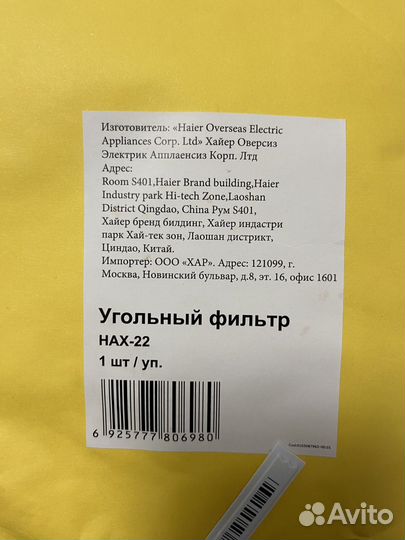 Изготовитель: «Haier Overseas Electric
Appliances Corp. Ltd» Хайер Оверсиз
Электрик Апплаенсиз Корп. Лтд
Адрес:
Room S401,Haier Brand building,Haier
Industry park Hi-tech Zone,Laoshan
District Qingdao, China Рум S401,
Хайер бренд билдинг, Хайер индастри
парк Хай-тек зон, Лаошан дистрикт,
Циндао, Китай.
Импортер: ООО «ХАР». Адрес: 121099, г.
Москва, Новинский бульвар, д.8, эт. 16, офис 1601
Угольный фильтр
HAX-22
1 шт / уп.
6 925777 806980
Avito